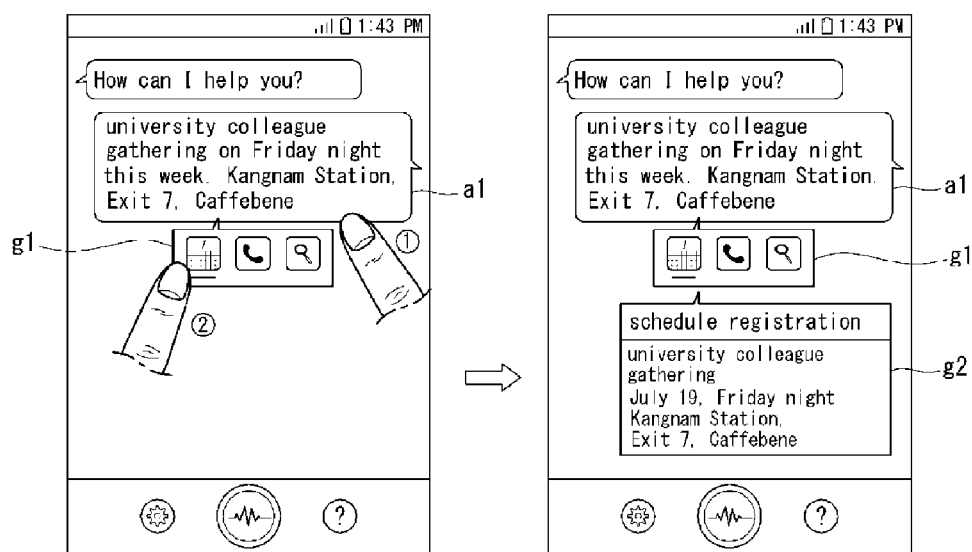 1:43 PM
How can I help you?
university colleague
gathering on Friday night
this week. Kangnam Station,
Exit 7, Caffebene
a1
g1
①
②
?
1:43 PM
How can I help you?
university colleague
gathering on Friday night
this week. Kangnam Station.
Exit 7, Caffebene
a1
g1
schedule registration
university colleague
gathering
July 19, Friday night
Kangnam Station,
Exit 7, Caffebene
g2
?